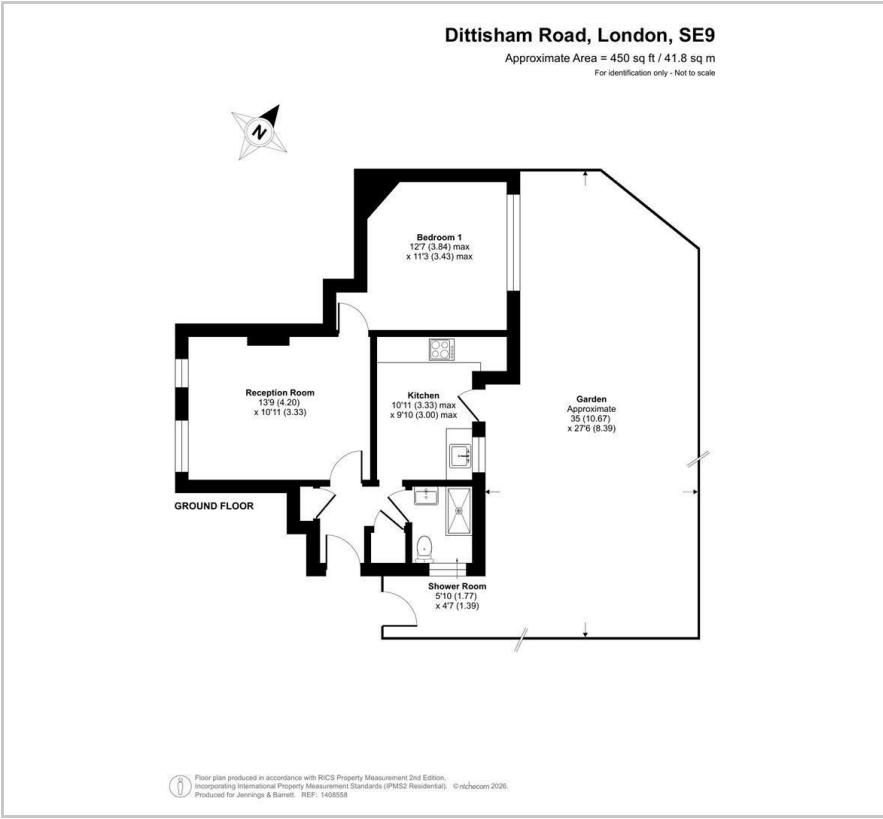 Dittisham Road, London, SE9
Approximate Area = 450 sq ft / 41.8 sq m
For identification only - Not to scale
N
Bedroom 1
12'7 (3.84) max
x 11'3 (3.43) max
Reception Room
13'9 (4.20)
x 10'11 (3.33)
Kitchen
10'11 (3.33) max
x 9'10 (3.00) max
Garden
Approximate
35 (10.67)
x 27'6 (8.39)
GROUND FLOOR
Shower Room
5'10 (1.77)
x 4'7 (1.39)
Floor plan produced in accordance with RICS Property Measurement 2nd Edition,
Incorporating International Property Measurement Standards (IPMS2 Residential). © nichecom 2026.
Produced for Jennings & Barrett. REF: 1408558